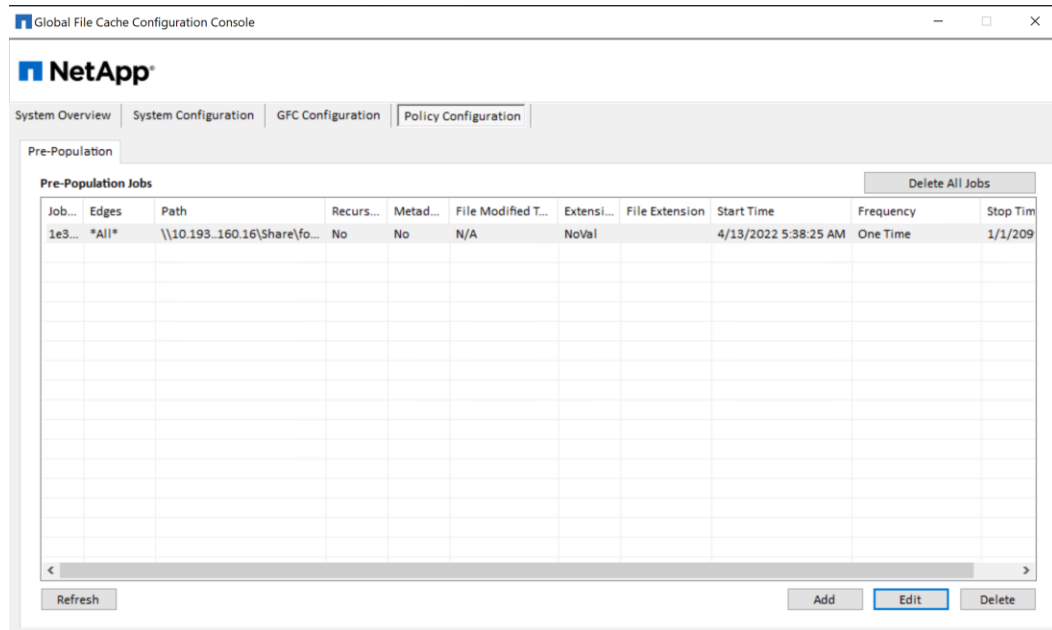 Global File Cache Configuration Console
NetApp®
System Overview System Configuration GFC Configuration Policy Configuration
Pre-Population
Pre-Population Jobs Delete All Jobs
Job... Edges Path Recurs... Metad... File Modified T... Extensi... File Extension Start Time Frequency Stop Tim
1e3... *All* \\10.193..160.16\Share\fo... No No N/A NoVal 4/13/2022 5:38:25 AM One Time 1/1/209
Refresh Add Edit Delete